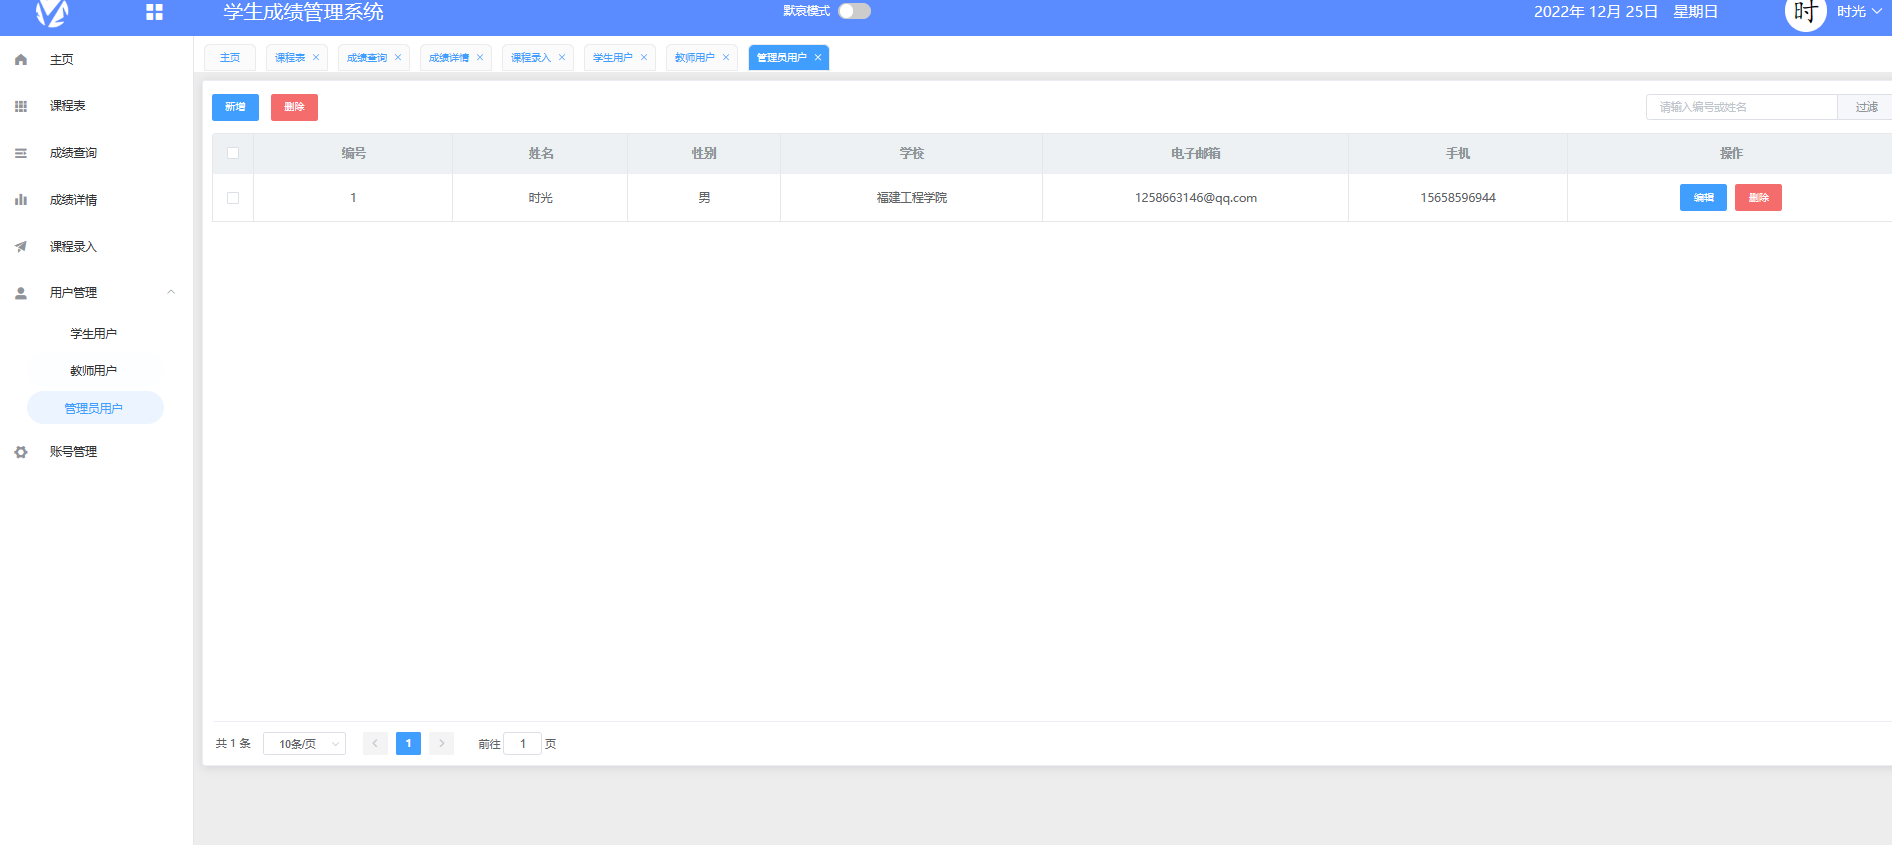 学生成绩管理系统 默哀模式 2022年 12月 25日 星期日 时 时光
主页
课程表
成绩查询
成绩详情
课程录入
用户管理
学生用户
教师用户
管理员用户
账号管理
主页 课程表 成绩查询 成绩详情 课程录入 学生用户 教师用户 管理员用户
新增 删除 请输入编号或姓名 过滤
编号 姓名 性别 学校 电子邮箱 手机 操作
1 时光 男 福建工程学院 1258663146@qq.com 15658596944 编辑 删除
共 1 条 10条/页 1 前往 1 页